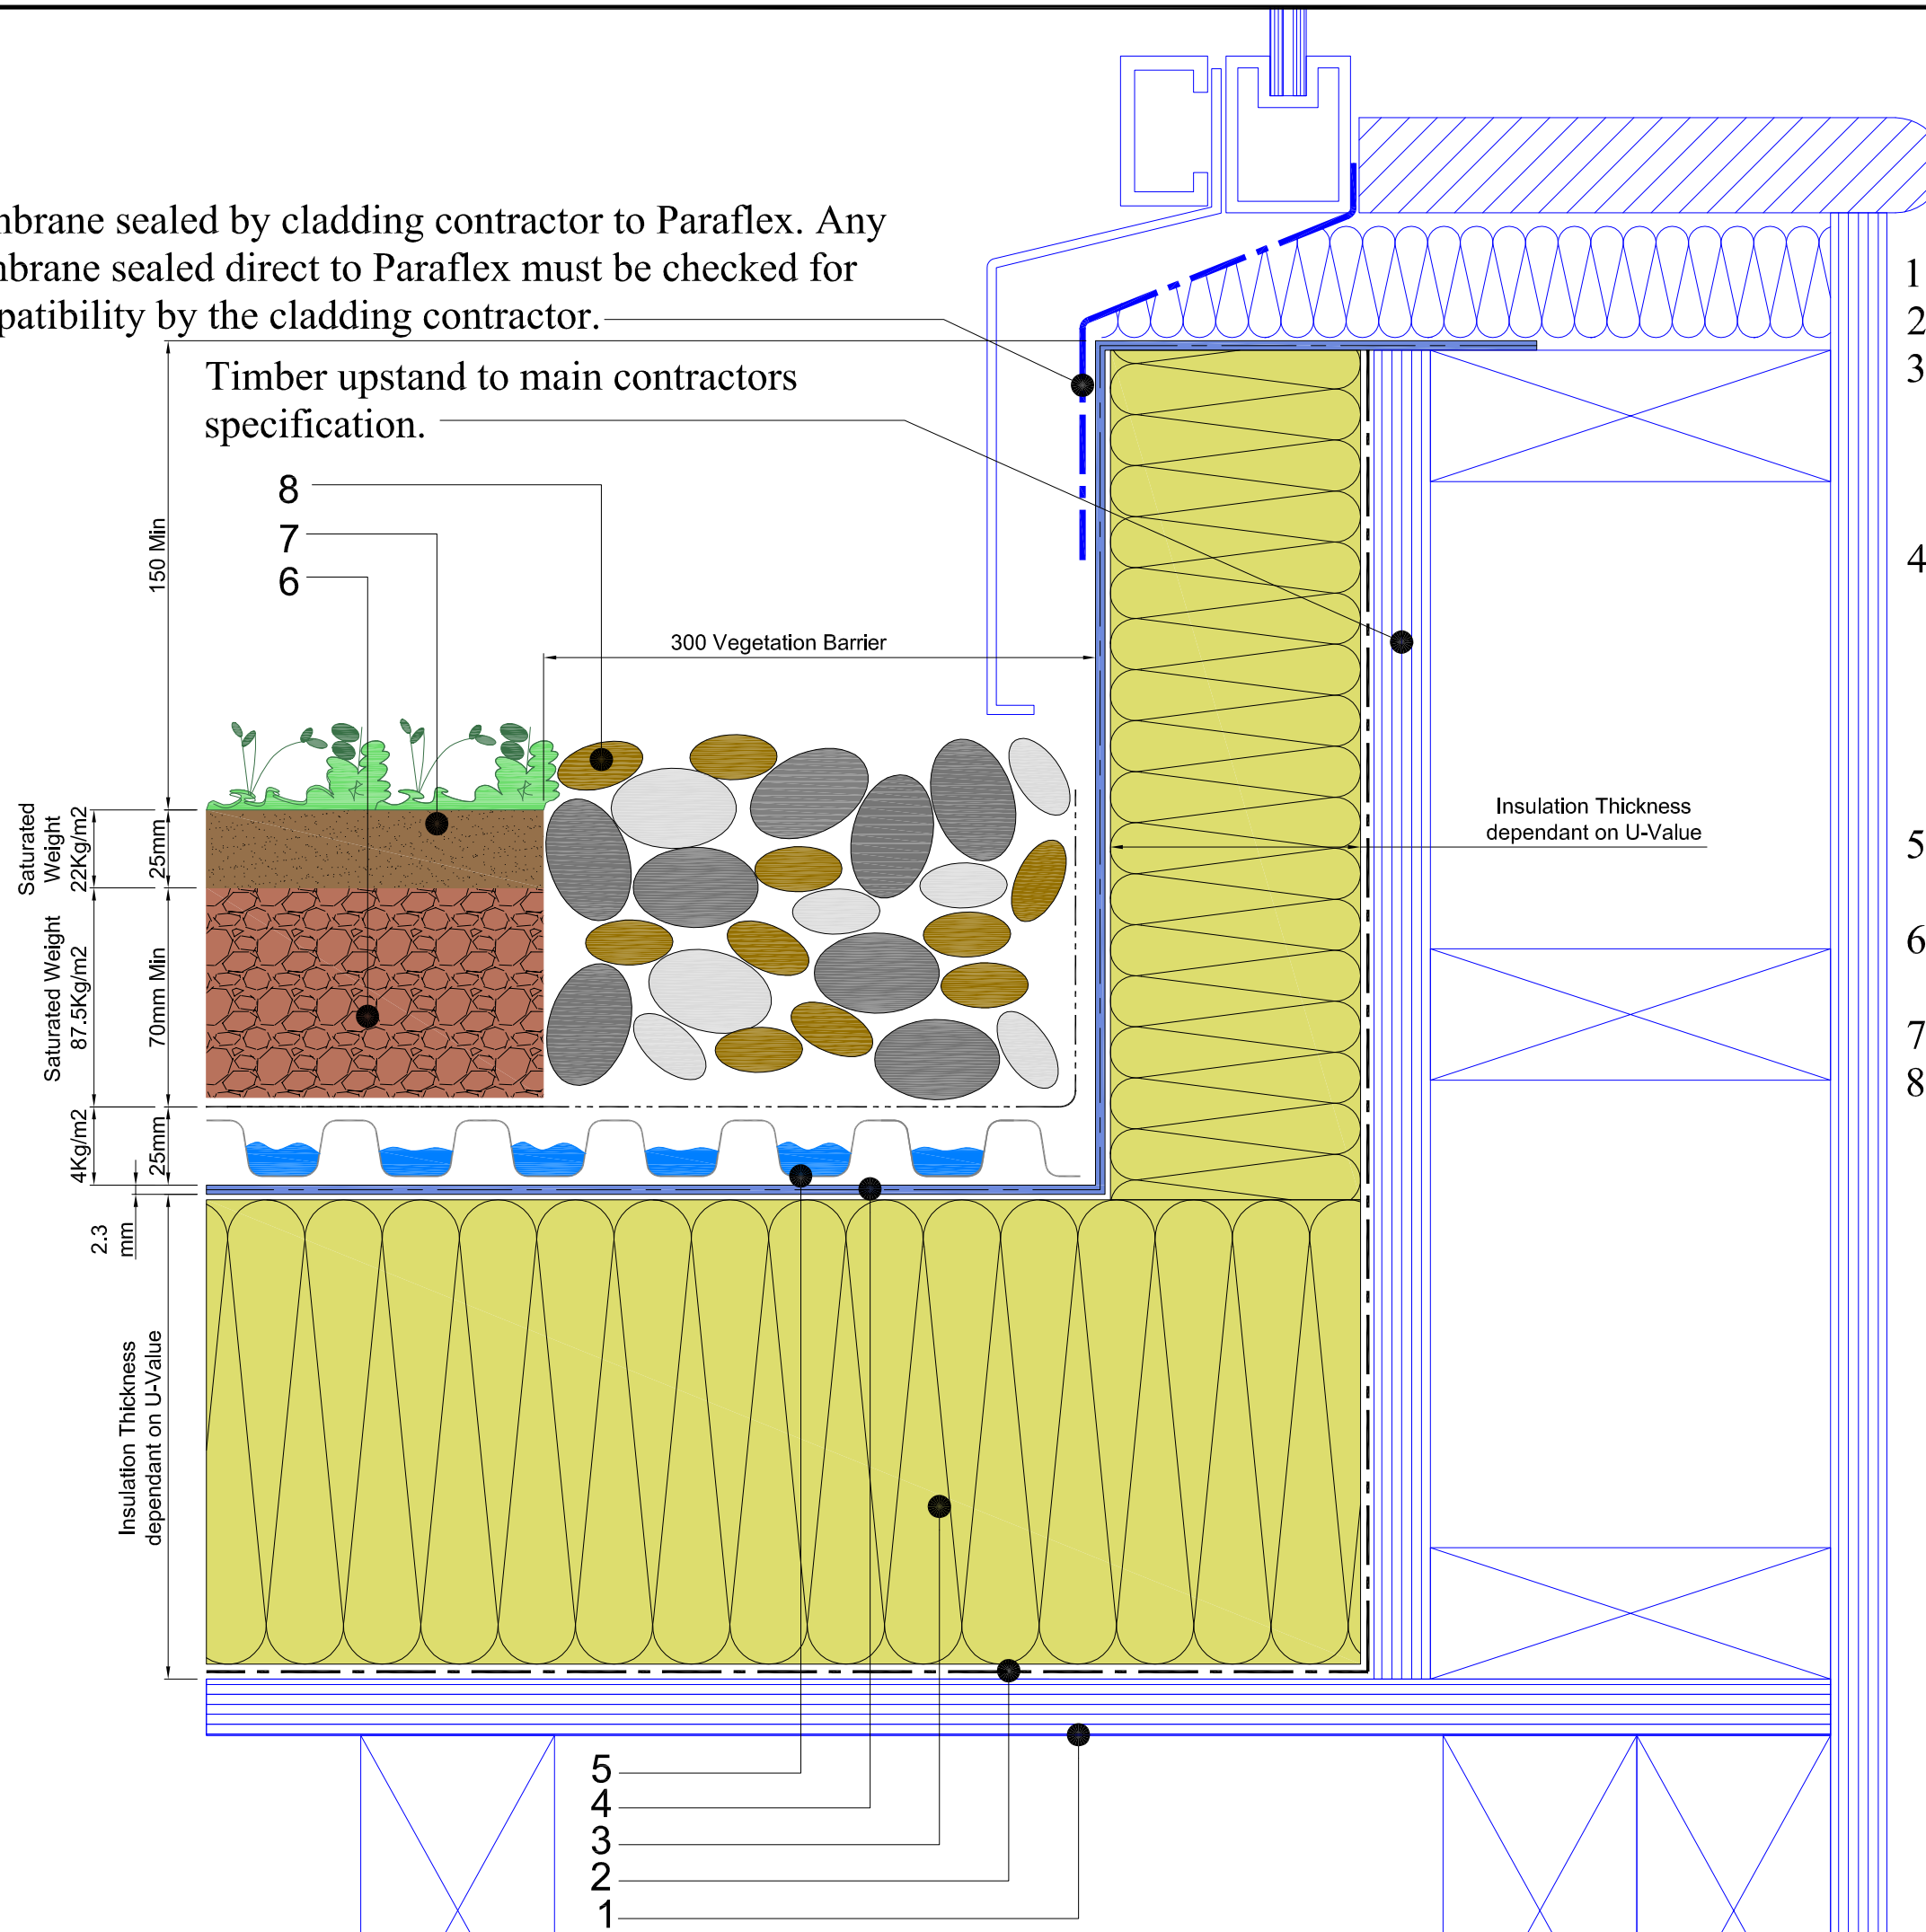 mbrane sealed by cladding contractor to Paraflex. Any
mbrane sealed direct to Paraflex must be checked for
patibility by the cladding contractor.
Timber upstand to main contractors
specification.
8
7
6
150 Min
300 Vegetation Barrier
Saturated
Weight
22Kg/m2
25mm
Saturated Weight
87.5Kg/m2
70mm Min
4Kg/m2
25mm
2.3
mm
Insulation Thickness
dependant on U-Value
Insulation Thickness
dependant on U-Value
5
4
3
2
1
1
2
3
4
5
6
7
8